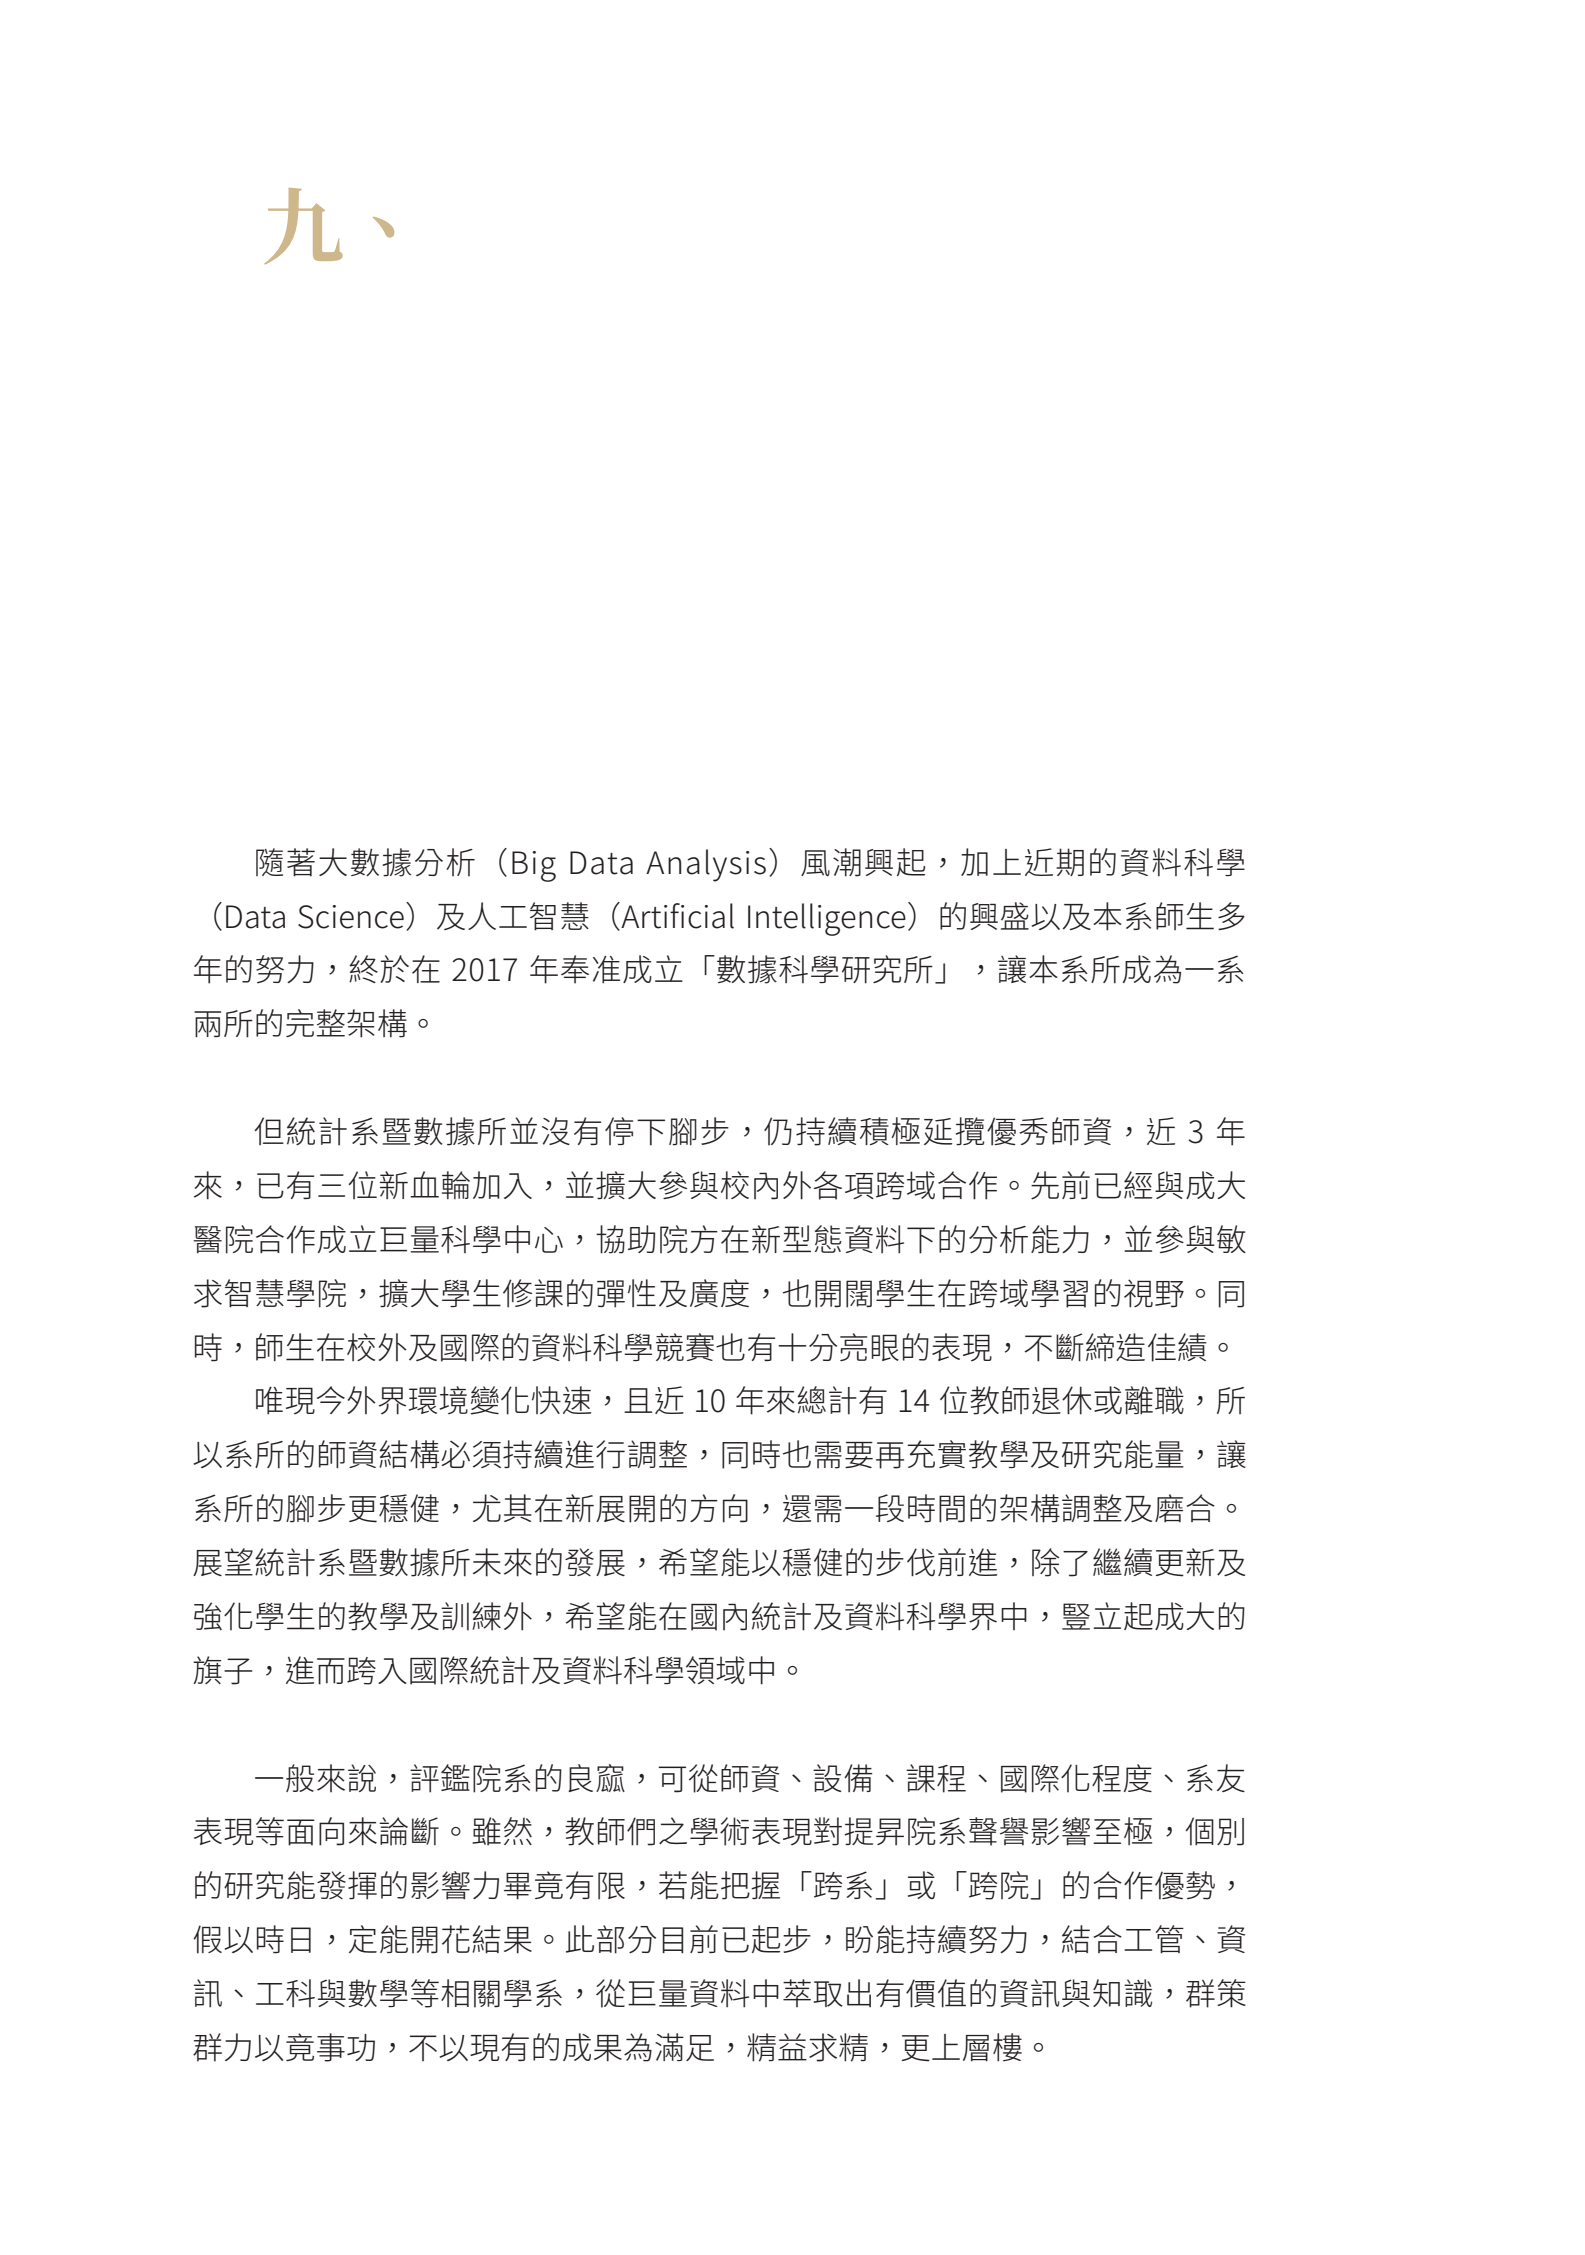 九、
隨著大數據分析（Big Data Analysis）風潮興起，加上近期的資料科學
（Data Science）及人工智慧（Artificial Intelligence）的興盛以及本系師生多
年的努力，終於在 2017 年奉准成立「數據科學研究所」，讓本系所成為一系
兩所的完整架構。
但統計系暨數據所並沒有停下腳步，仍持續積極延攬優秀師資，近 3 年
來，已有三位新血輪加入，並擴大參與校內外各項跨域合作。先前已經與成大
醫院合作成立巨量科學中心，協助院方在新型態資料下的分析能力，並參與敏
求智慧學院，擴大學生修課的彈性及廣度，也開闊學生在跨域學習的視野。同
時，師生在校外及國際的資料科學競賽也有十分亮眼的表現，不斷締造佳績。
唯現今外界環境變化快速，且近 10 年來總計有 14 位教師退休或離職，所
以系所的師資結構必須持續進行調整，同時也需要再充實教學及研究能量，讓
系所的腳步更穩健，尤其在新展開的方向，還需一段時間的架構調整及磨合。
展望統計系暨數據所未來的發展，希望能以穩健的步伐前進，除了繼續更新及
強化學生的教學及訓練外，希望能在國內統計及資料科學界中，豎立起成大的
旗子，進而跨入國際統計及資料科學領域中。
一般來說，評鑑院系的良窳，可從師資、設備、課程、國際化程度、系友
表現等面向來論斷。雖然，教師們之學術表現對提昇院系聲譽影響至極，個別
的研究能發揮的影響力畢竟有限，若能把握「跨系」或「跨院」的合作優勢，
假以時日，定能開花結果。此部分目前已起步，盼能持續努力，結合工管、資
訊、工科與數學等相關學系，從巨量資料中萃取出有價值的資訊與知識，群策
群力以竟事功，不以現有的成果為滿足，精益求精，更上層樓。